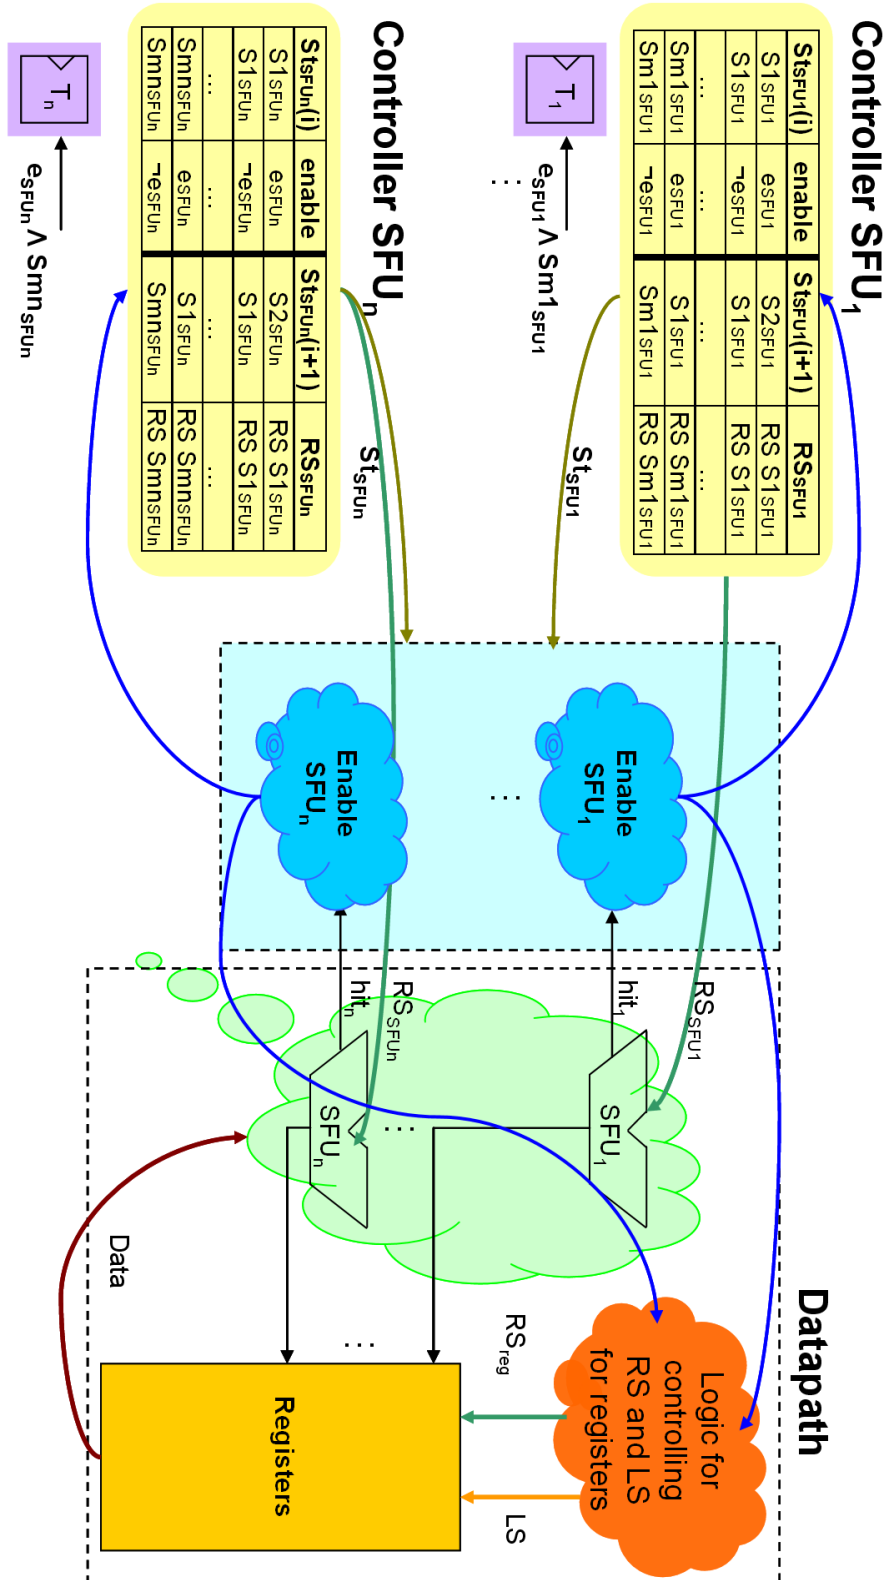 Controller SFU1
StSFU1(i) enable StSFU1(i+1) RSSFU1
S1SFU1 eSFU1 S2SFU1 RS S1SFU1
S1SFU1 ¬eSFU1 S1SFU1 RS S1SFU1
... ... ... ...
Sm1SFU1 eSFU1 S1SFU1 RS Sm1SFU1
Sm1SFU1 ¬eSFU1 Sm1SFU1 RS Sm1SFU1
T1
eSFU1 Λ Sm1SFU1
...
StSFU1
Controller SFUn
StSFUn(i) enable StSFUn(i+1) RSSFUn
S1SFUn eSFUn S2SFUn RS S1SFUn
S1SFUn ¬eSFUn S1SFUn RS S1SFUn
... ... ... ...
SmnSFUn eSFUn S1SFUn RS SmnSFUn
SmnSFUn ¬eSFUn SmnSFUn RS SmnSFUn
Tn
eSFUn Λ SmnSFUn
StSFUn
Enable
SFU1
...
Enable
SFUn
hit1
RSSFU1
hitn
RSSFUn
SFU1
...
SFUn
Datapath
Logic for
controlling
RS and LS
for registers
RSreg
LS
...
Registers
Data